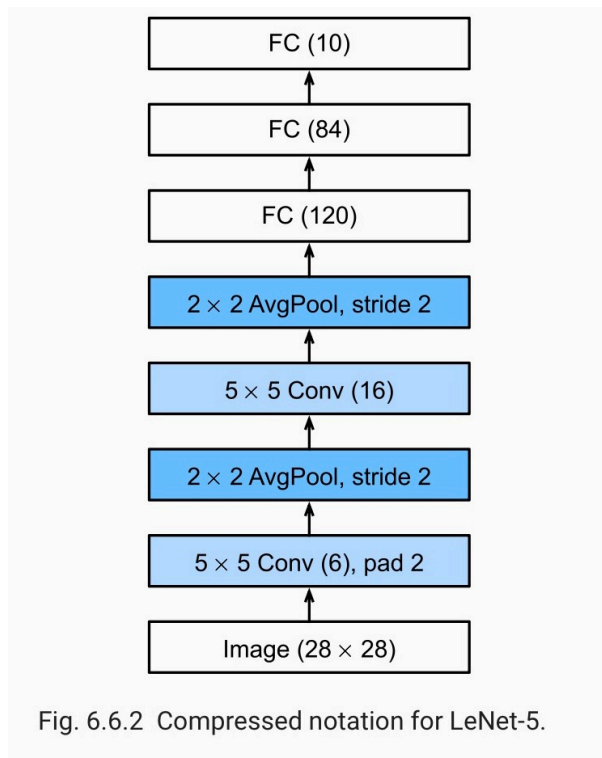 FC (10)
FC (84)
FC (120)
2 × 2 AvgPool, stride 2
5 × 5 Conv (16)
2 × 2 AvgPool, stride 2
5 × 5 Conv (6), pad 2
Image (28 × 28)
Fig. 6.6.2 Compressed notation for LeNet-5.